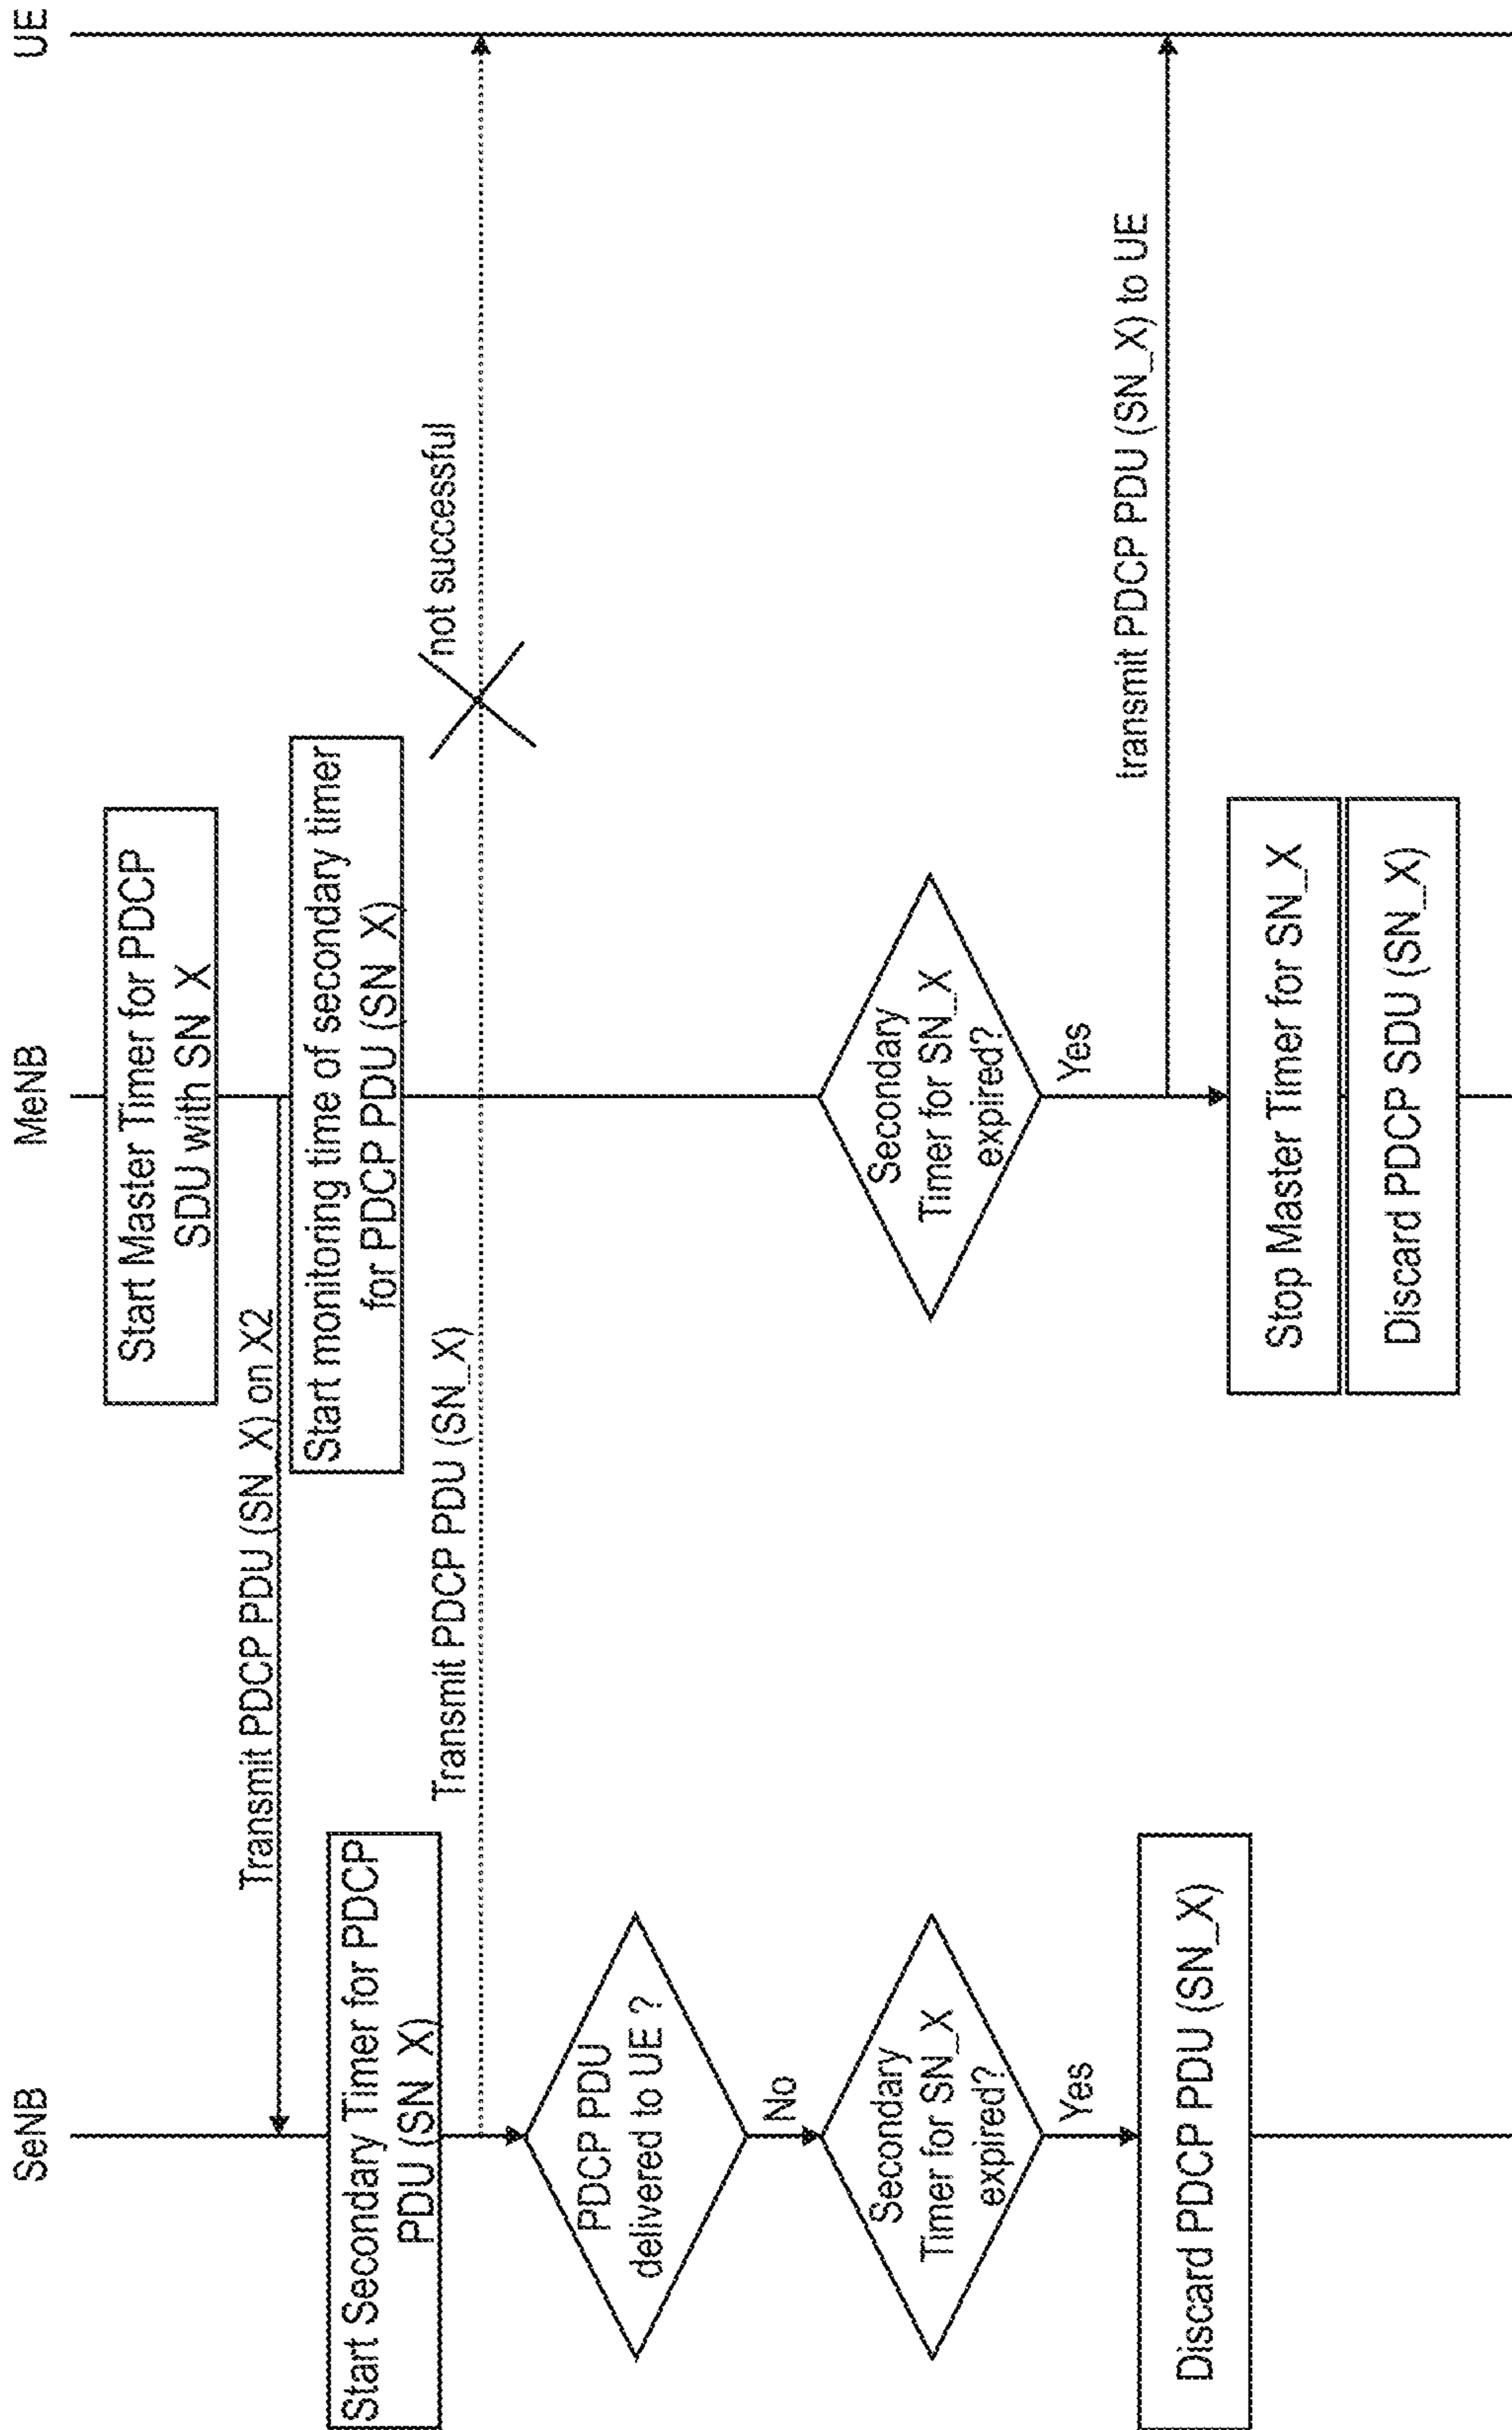 SeNB
MeNB
UE
Start Master Timer for PDCP
SDU with SN_X
Transmit PDCP PDU (SN_X) on X2
Start monitoring time of secondary timer
for PDCP PDU (SN_X)
Start Secondary Timer for PDCP
PDU (SN_X)
Transmit PDCP PDU (SN_X)
not successful
PDCP PDU
delivered to UE ?
No
Secondary
Timer for SN_X
expired?
Yes
Secondary
Timer for SN_X
expired?
Yes
transmit PDCP PDU (SN_X) to UE
Discard PDCP PDU (SN_X)
Stop Master Timer for SN_X
Discard PDCP SDU (SN_X)